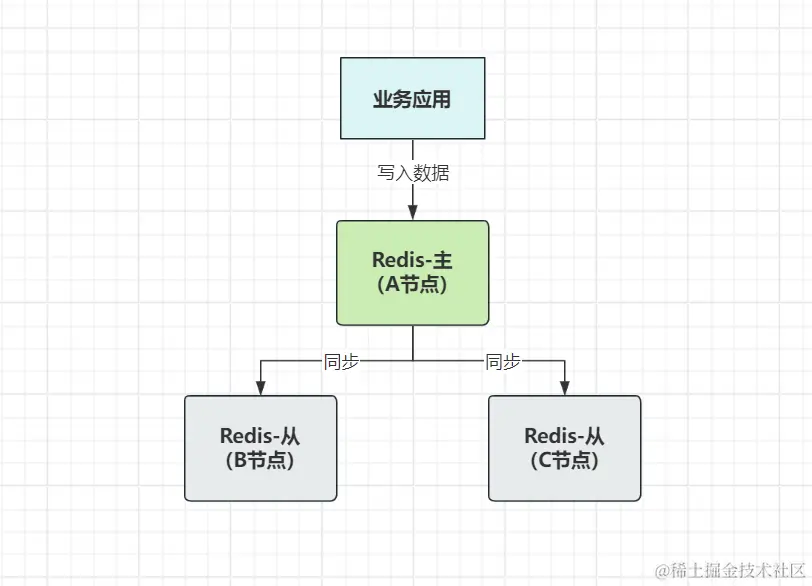 业务应用
写入数据
Redis-主
(A节点)
同步
同步
Redis-从
(B节点)
Redis-从
(C节点)
@稀土掘金技术社区